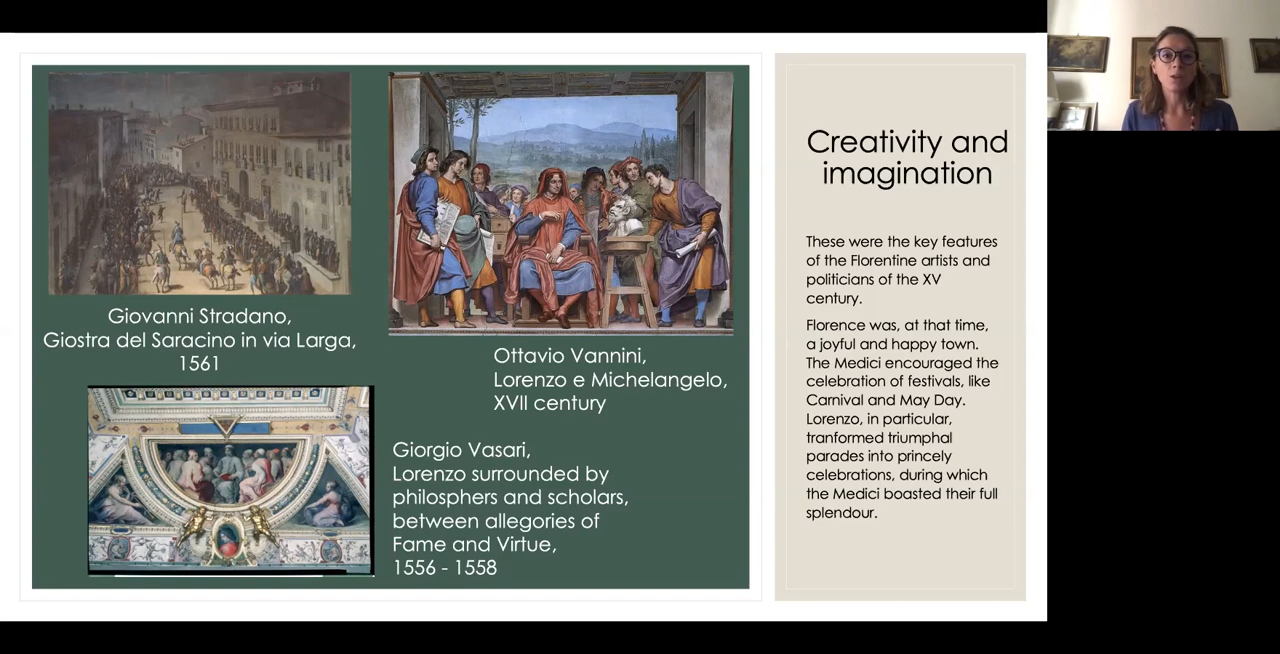 Giovanni Stradano,
Giostra del Saracino in via Larga,
1561
Ottavio Vannini,
Lorenzo e Michelangelo,
XVII century
Giorgio Vasari,
Lorenzo surrounded by
philosphers and scholars,
between allegories of
Fame and Virtue,
1556 - 1558
Creativity and
imagination
These were the key features
of the Florentine artists and
politicians of the XV
century.
Florence was, at that time,
a joyful and happy town.
The Medici encouraged the
celebration of festivals, like
Carnival and May Day.
Lorenzo, in particular,
tranformed triumphal
parades into princely
celebrations, during which
the Medici boasted their full
splendour.